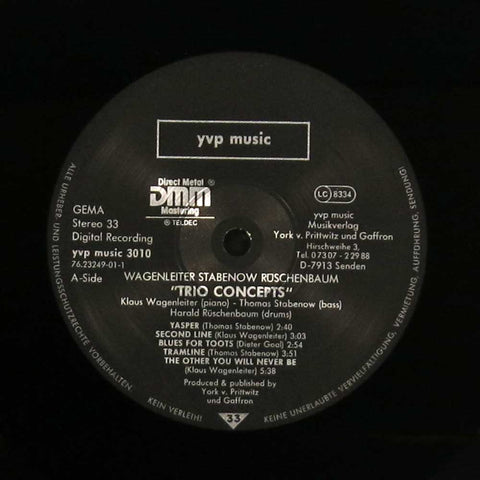 yvp music
Direct Metal ®
DMM
Mastering
® TELDEC
LC 8334
GEMA
Stereo 33
Digital Recording
yvp music 3010
76.23249-01-1
A-Side
yvp music
Musikverlag
York v. Prittwitz und Gaffron
Hirschweihe 3,
Tel. 07307 - 22988
D-7913 Senden
WAGENLEITER STABENOW RÜSCHENBAUM
"TRIO CONCEPTS"
Klaus Wagenleiter (piano) - Thomas Stabenow (bass)
Harald Rüschenbaum (drums)
YASPER (Thomas Stabenow) 2:40
SECOND LINE (Klaus Wagenleiter) 3:03
BLUES FOR TOOTS (Dieter Goal) 2:54
TRAMLINE (Thomas Stabenow) 3:51
THE OTHER YOU WILL NEVER BE
(Klaus Wagenleiter) 5:38
Produced & published by
York v. Prittwitz
und Gaffron
33
ALLE URHEBER UND LEISTUNGSSCHUTZRECHTE VORBEHALTEN
KEIN VERLEIH!
KEINE UNERLAUBTE VERVIELFÄLTIGUNG, VERMIETUNG, AUFFÜHRUNG, SENDUNG!